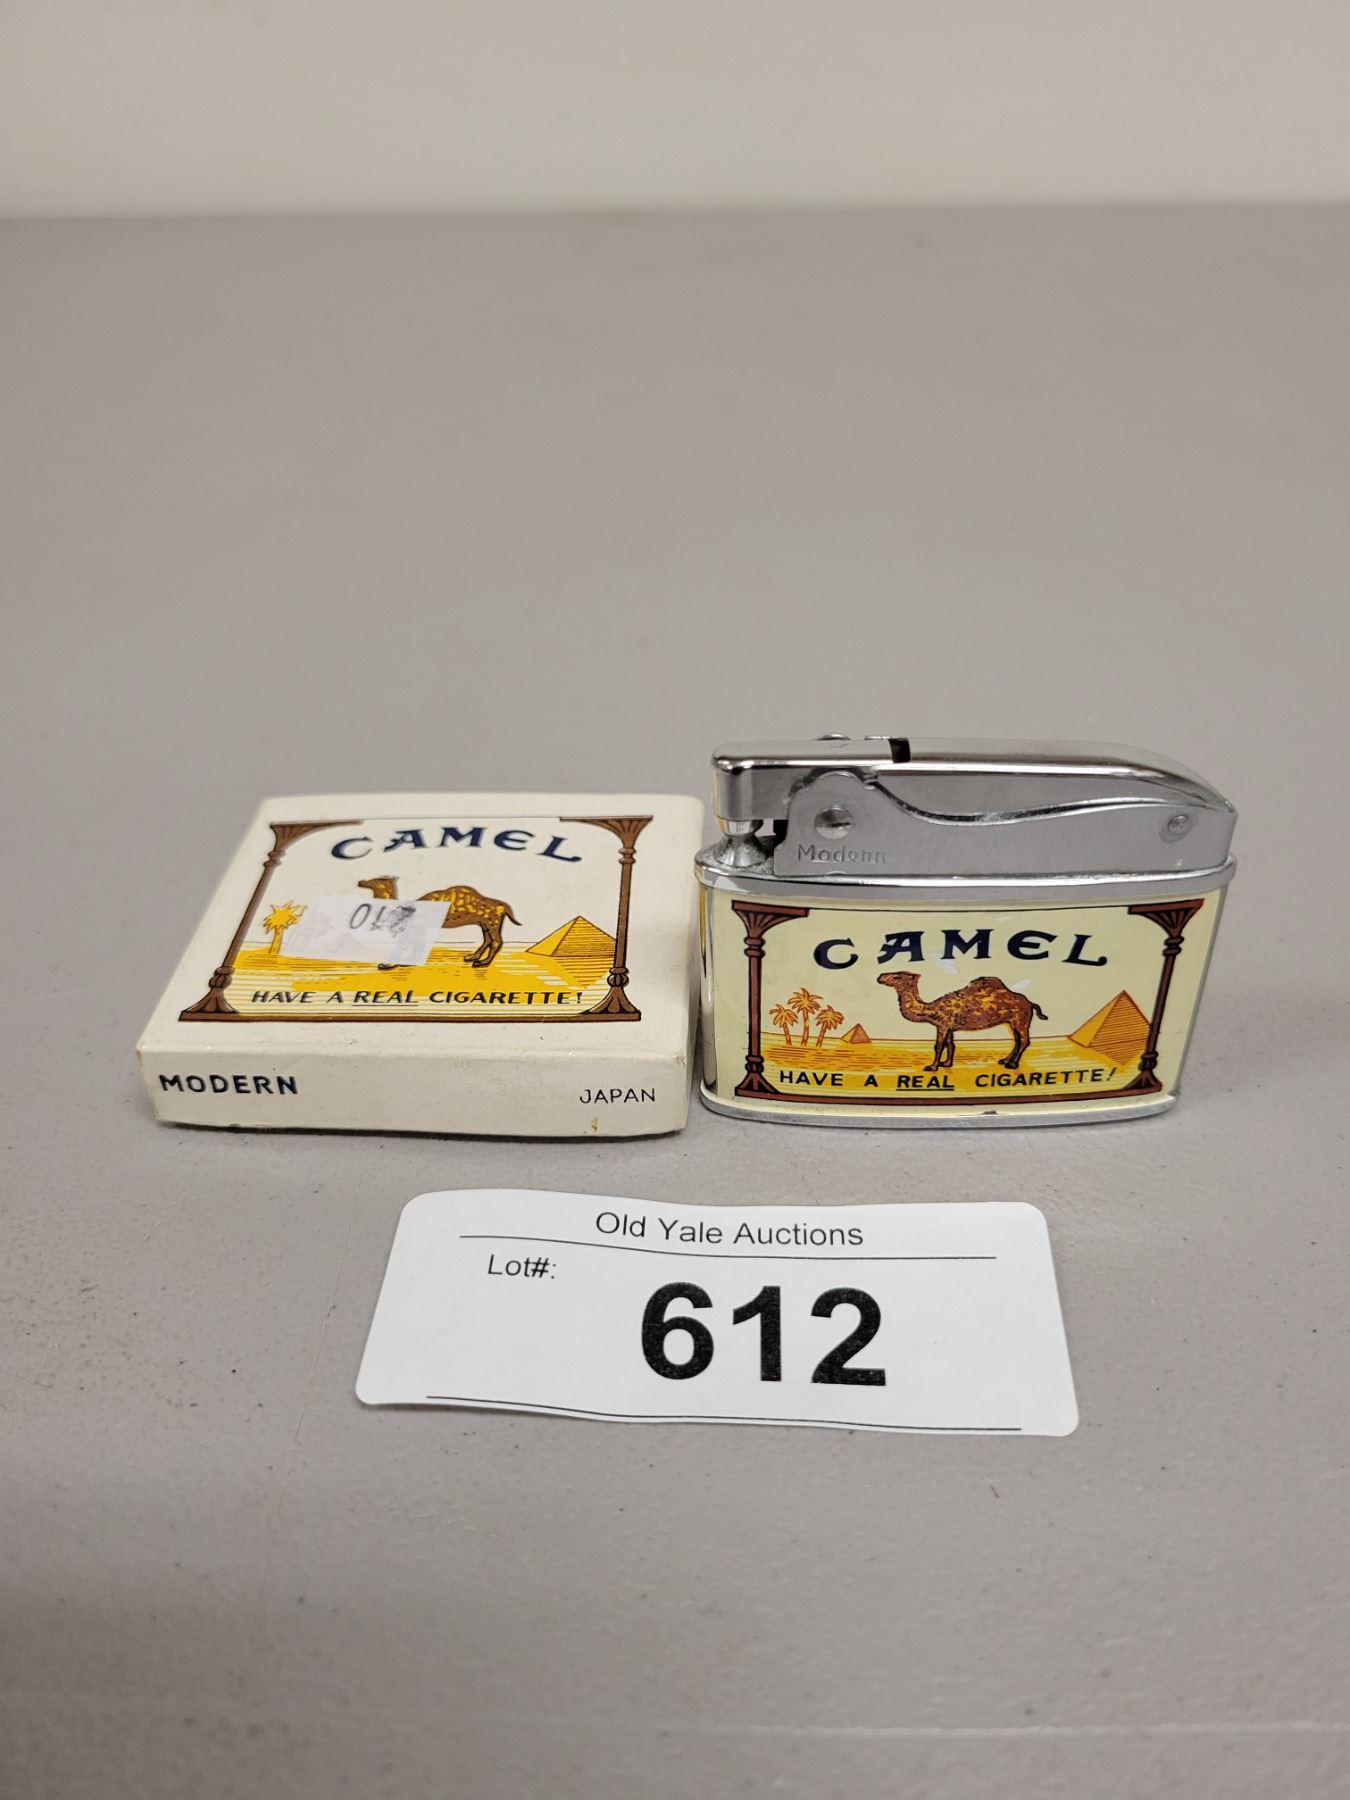 CAMEL
HAVE A REAL CIGARETTE!
MODERN
JAPAN
Modern
CAMEL
HAVE A REAL CIGARETTE!
Old Yale Auctions
Lot#:
612